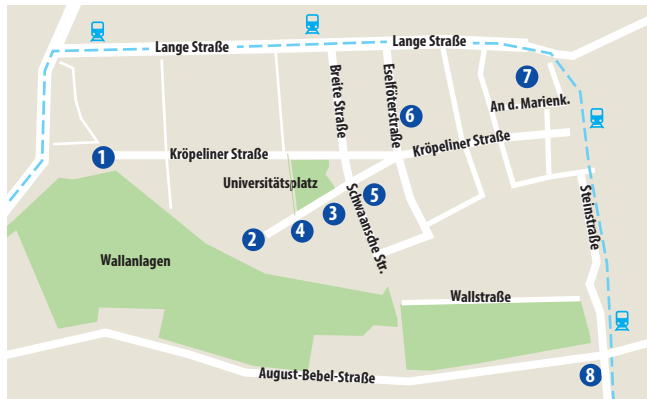 Lange Straße
Lange Straße
Breite Straße
Eselföterstraße
7
An d. Marienk.
6
Kröpeliner Straße
1
Kröpeliner Straße
Universitätsplatz
5
3
4
2
Schwaansche Str.
Steinstraße
Wallanlagen
Wallstraße
August-Bebel-Straße
8